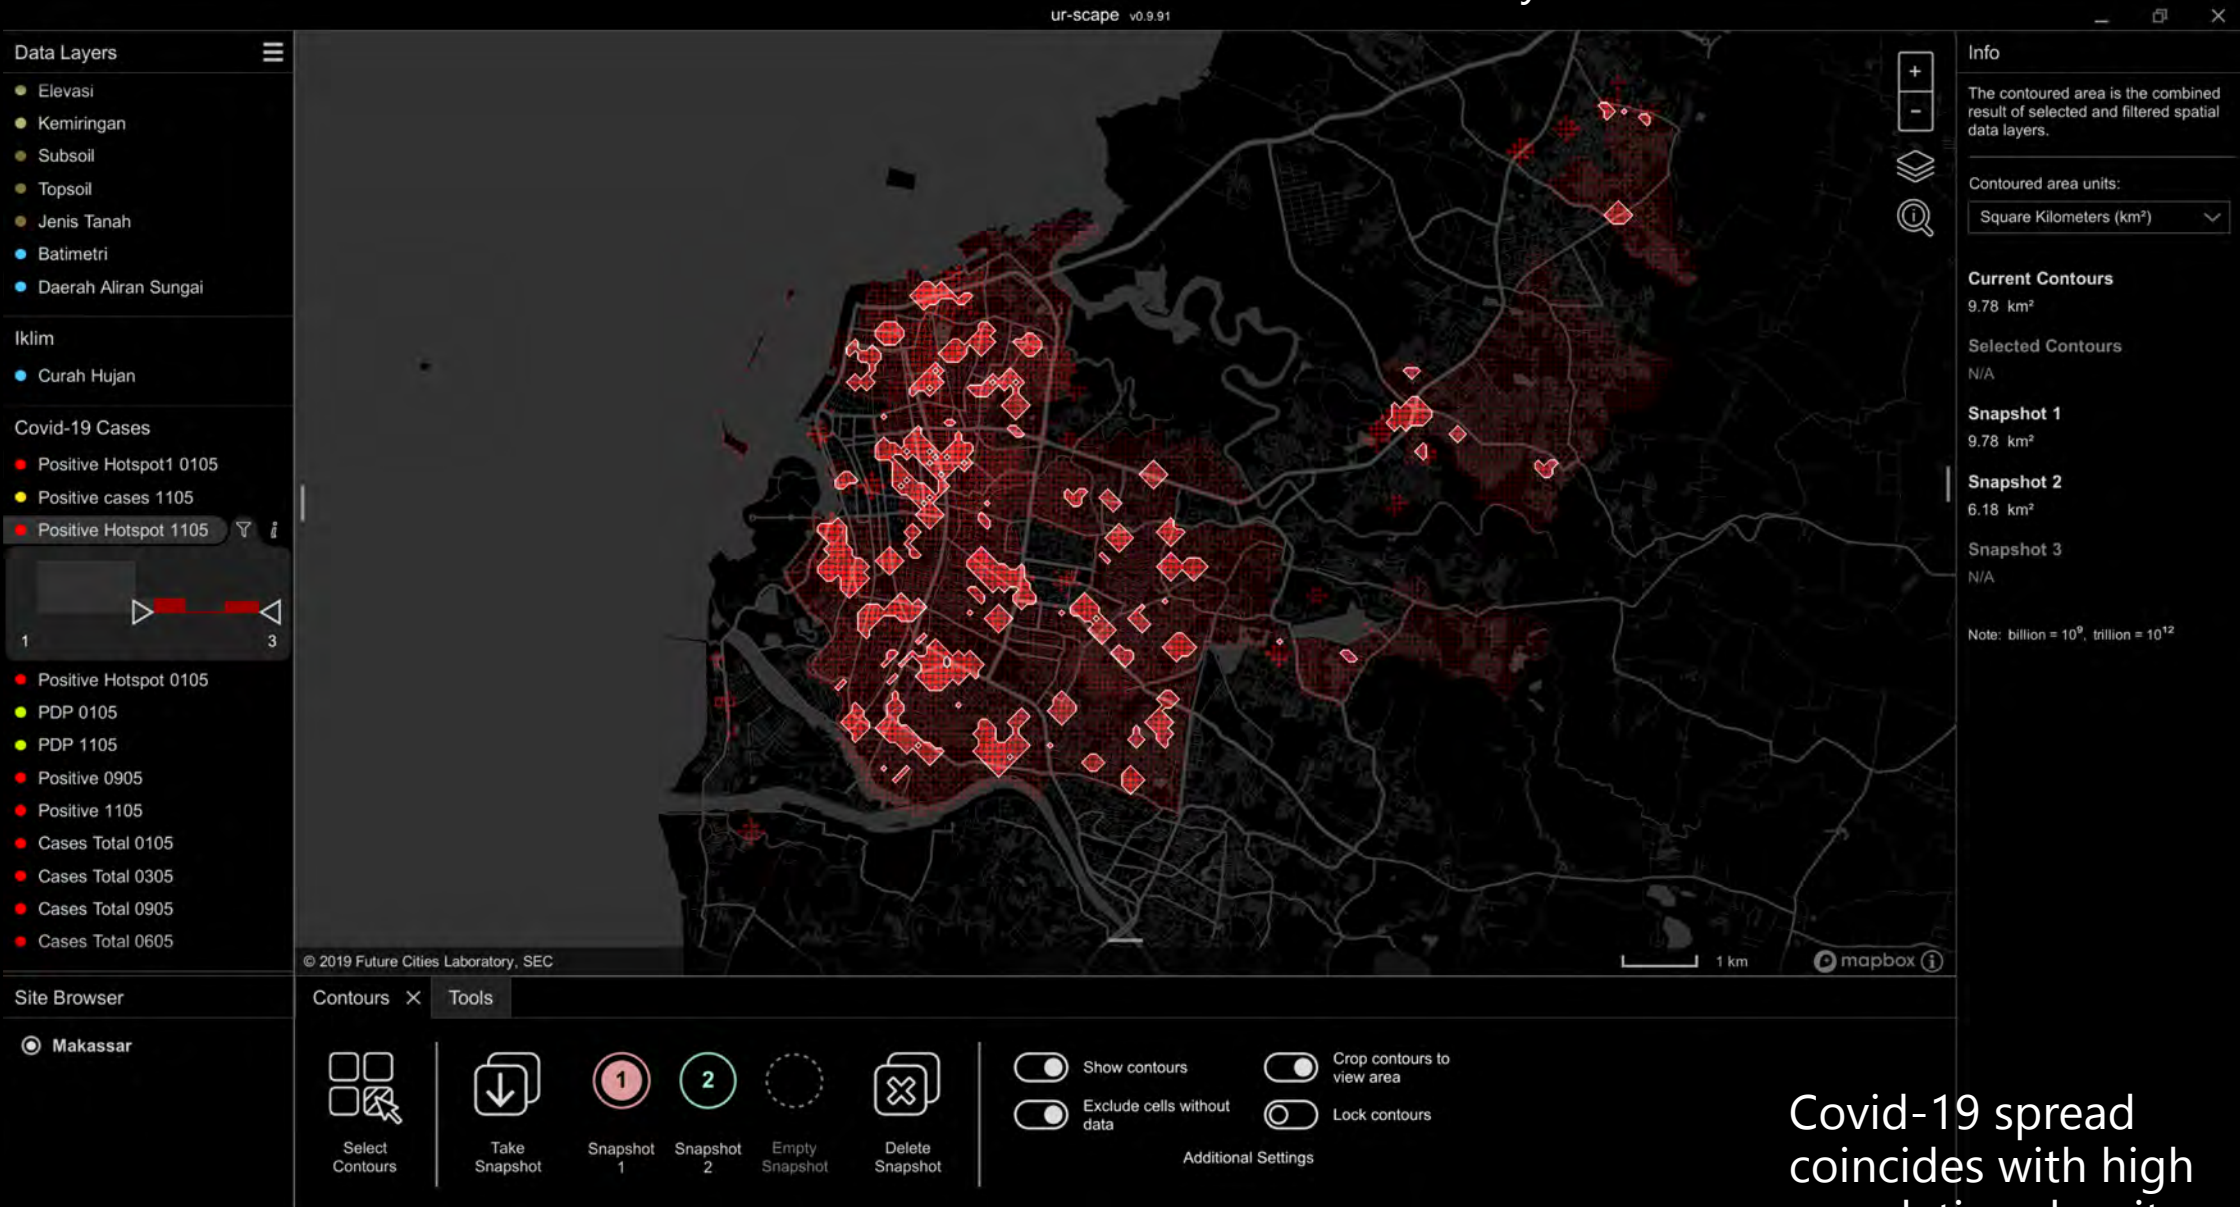 ur-scape v0.9.91
Data Layers
Elevasi
Kemiringan
Subsoil
Topsoil
Jenis Tanah
Batimetri
Daerah Aliran Sungai
Iklim
Curah Hujan
Covid-19 Cases
Positive Hotspot1 0105
Positive cases 1105
Positive Hotspot 1105
1 3
Positive Hotspot 0105
PDP 0105
PDP 1105
Positive 0905
Positive 1105
Cases Total 0105
Cases Total 0305
Cases Total 0905
Cases Total 0605
Site Browser
Makassar
© 2019 Future Cities Laboratory, SEC
1 km
mapbox
Contours
Tools
Select
Contours
Take
Snapshot
1
Snapshot
1
2
Snapshot
2
Empty
Snapshot
Delete
Snapshot
Show contours
Exclude cells without
data
Crop contours to
view area
Lock contours
Additional Settings
Info
The contoured area is the combined
result of selected and filtered spatial
data layers.
Contoured area units:
Square Kilometers (km²)
Current Contours
9.78 km²
Selected Contours
N/A
Snapshot 1
9.78 km²
Snapshot 2
6.18 km²
Snapshot 3
N/A
Note: billion = 10⁹, trillion = 10¹²
Covid-19 spread
coincides with high